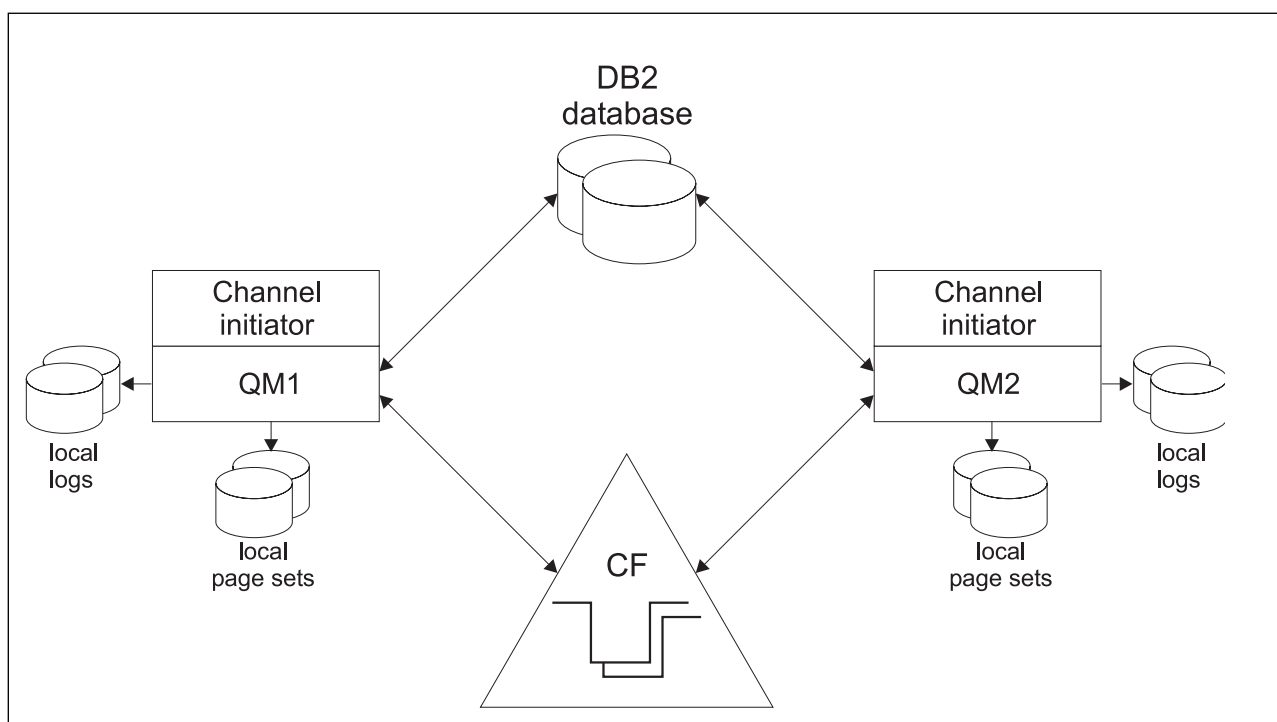 DB2
database
Channel
initiator
QM1
local
logs
local
page sets
Channel
initiator
QM2
local
logs
local
page sets
CF